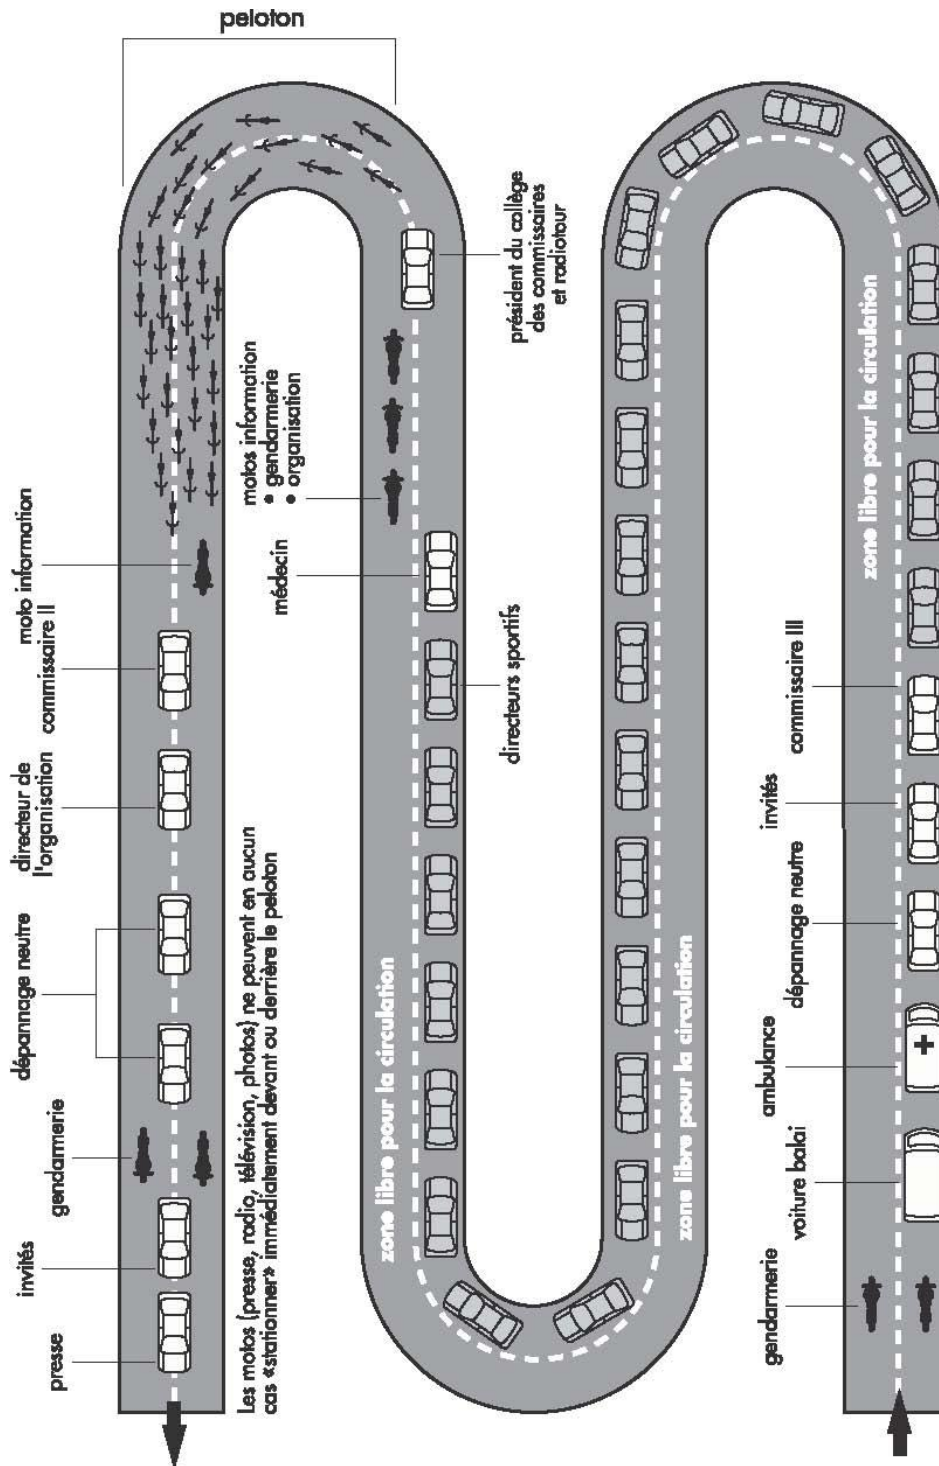 peloton
président du collège
des commissaires
et radiotour
motos information
• gendarmerie
• organisation
médecin
directeurs sportifs
moto information
commissaire II
directeur de
l'organisation
dépannage neutre
gendarmerie
invités
presse
Les motos (presse, radio, télévision, photos) ne peuvent en aucun
cas «stationner» immédiatement devant ou derrière le peloton
zone libre pour la circulation
zone libre pour la circulation
zone libre pour la circulation
commissaire III
invités
dépannage neutre
ambulance
voiture balai
gendarmerie